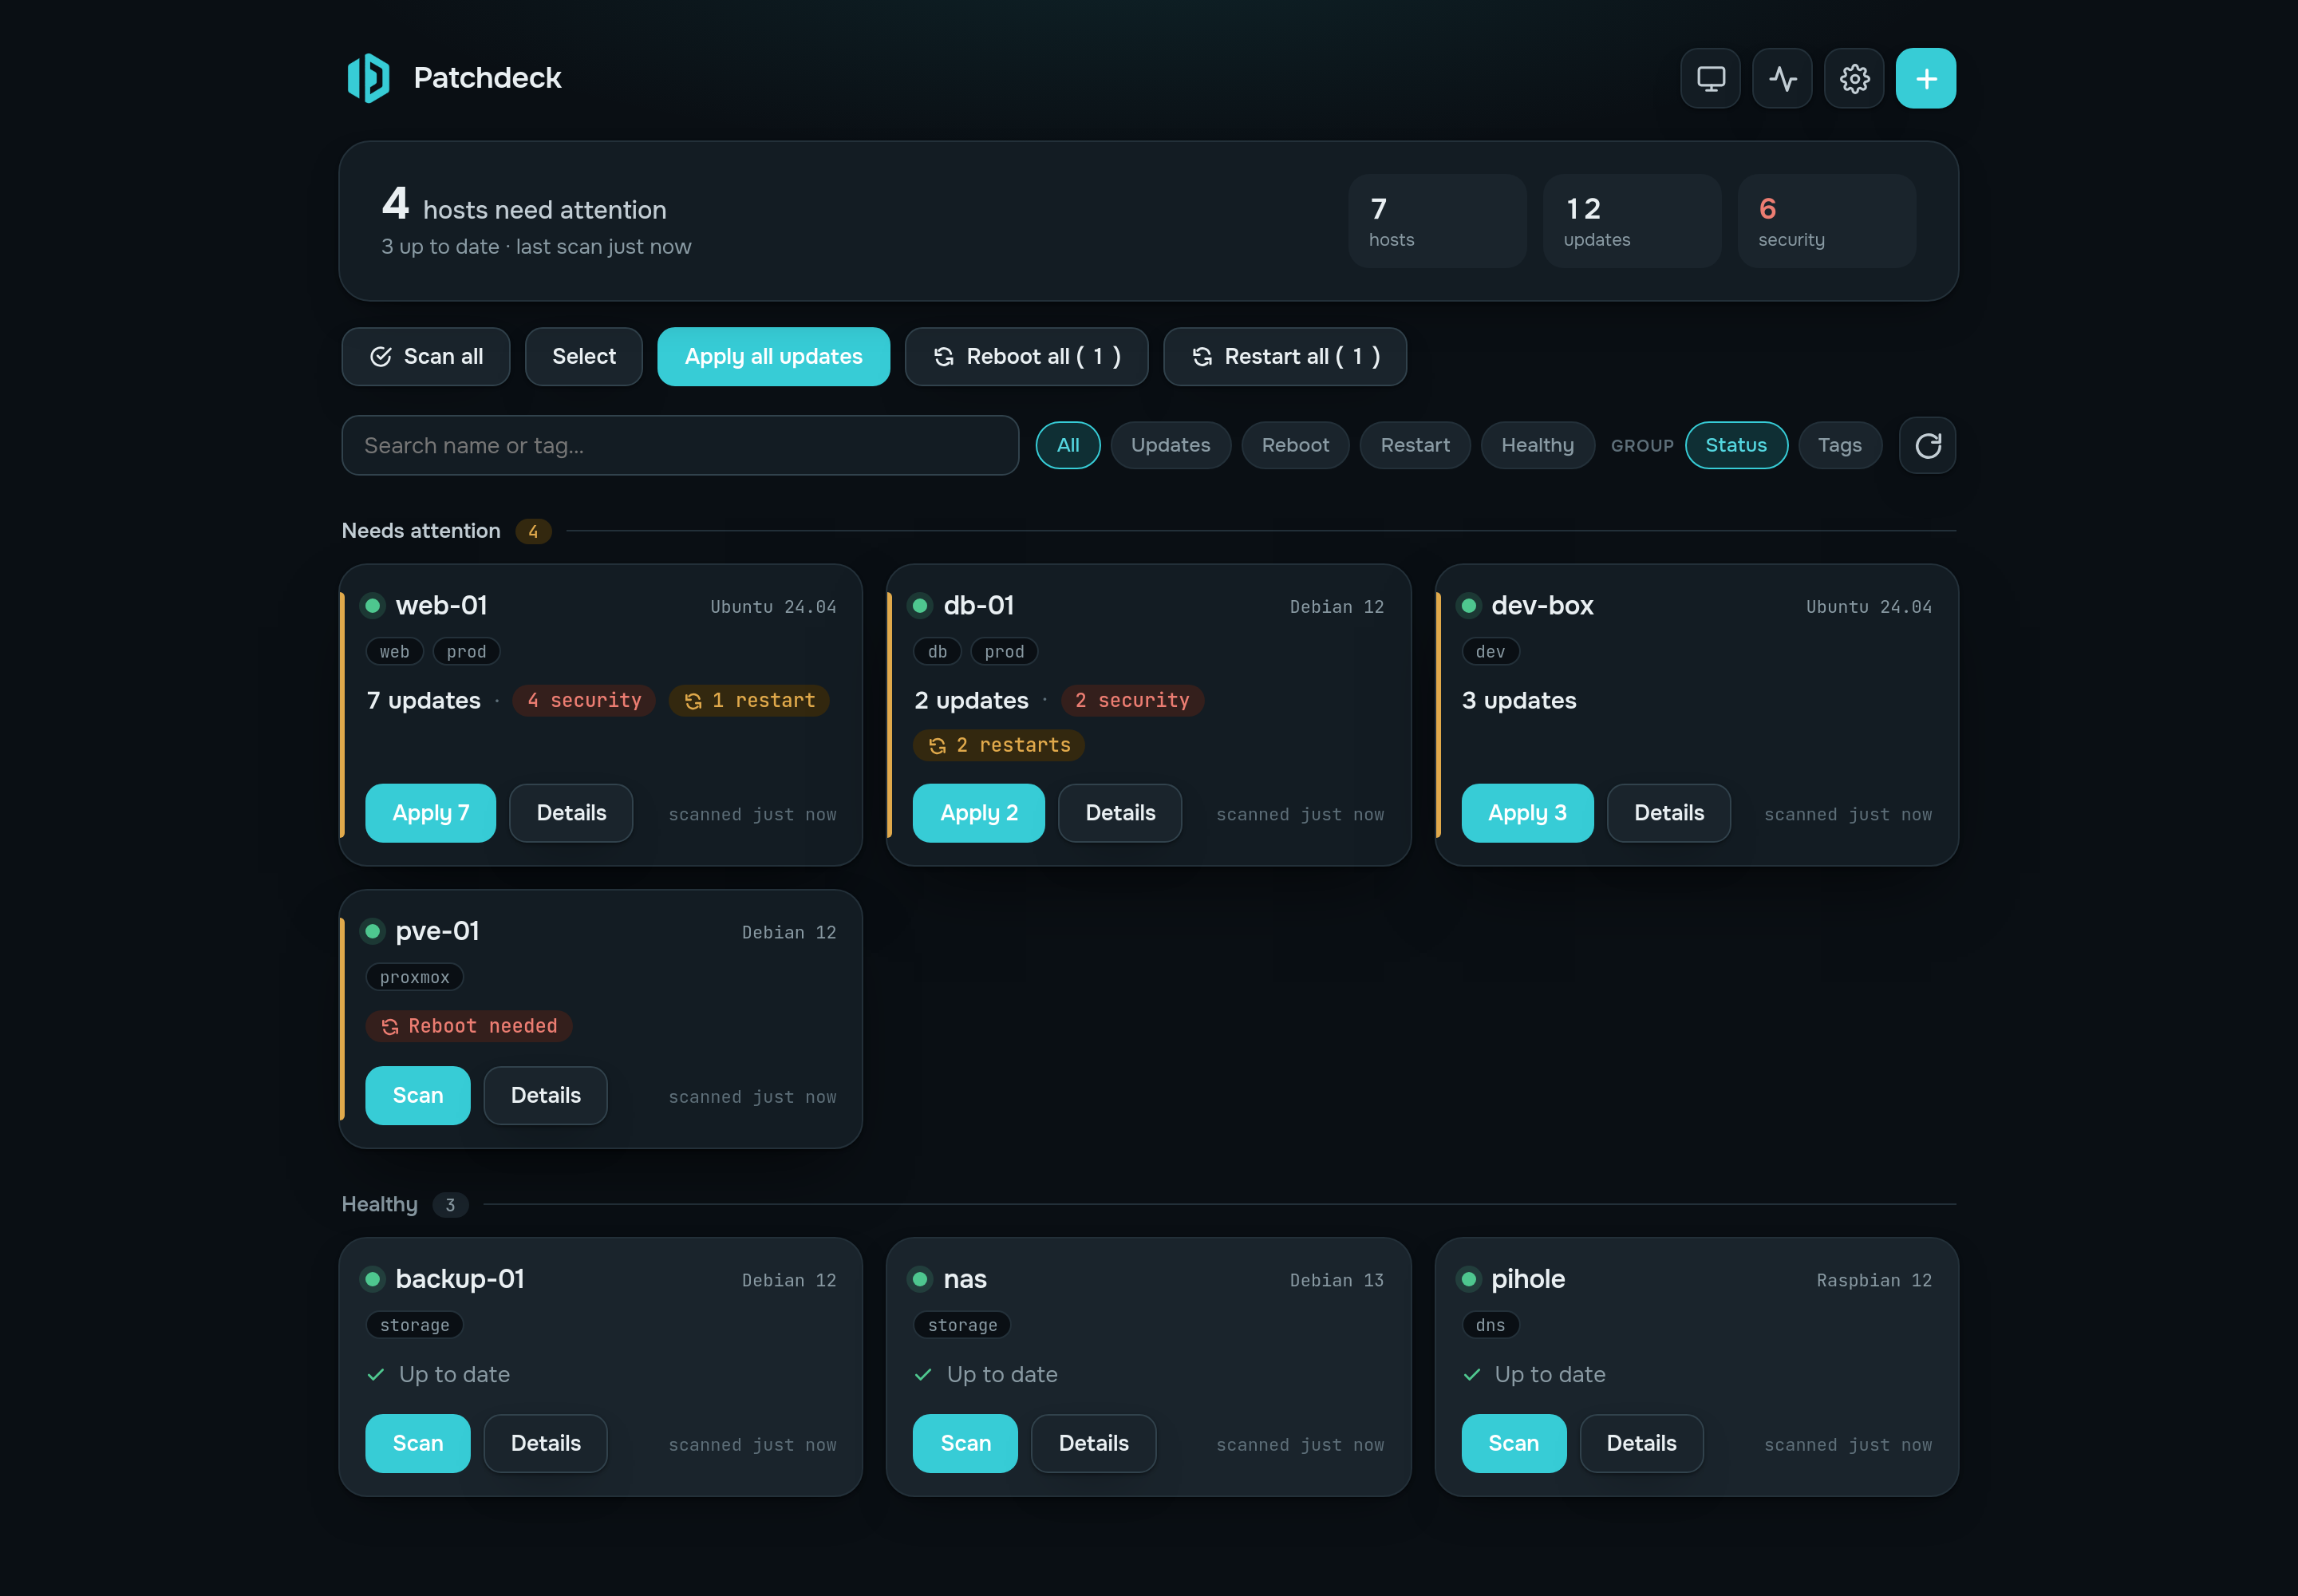 Patchdeck
4 hosts need attention
3 up to date · last scan just now
7
hosts
12
updates
6
security
Scan all
Select
Apply all updates
Reboot all ( 1 )
Restart all ( 1 )
Search name or tag...
All
Updates
Reboot
Restart
Healthy
GROUP
Status
Tags
Needs attention 4
web-01
Ubuntu 24.04
web
prod
7 updates · 4 security 1 restart
Apply 7
Details
scanned just now
db-01
Debian 12
db
prod
2 updates · 2 security
2 restarts
Apply 2
Details
scanned just now
dev-box
Ubuntu 24.04
dev
3 updates
Apply 3
Details
scanned just now
pve-01
Debian 12
proxmox
Reboot needed
Scan
Details
scanned just now
Healthy 3
backup-01
Debian 12
storage
Up to date
Scan
Details
scanned just now
nas
Debian 13
storage
Up to date
Scan
Details
scanned just now
pihole
Raspbian 12
dns
Up to date
Scan
Details
scanned just now